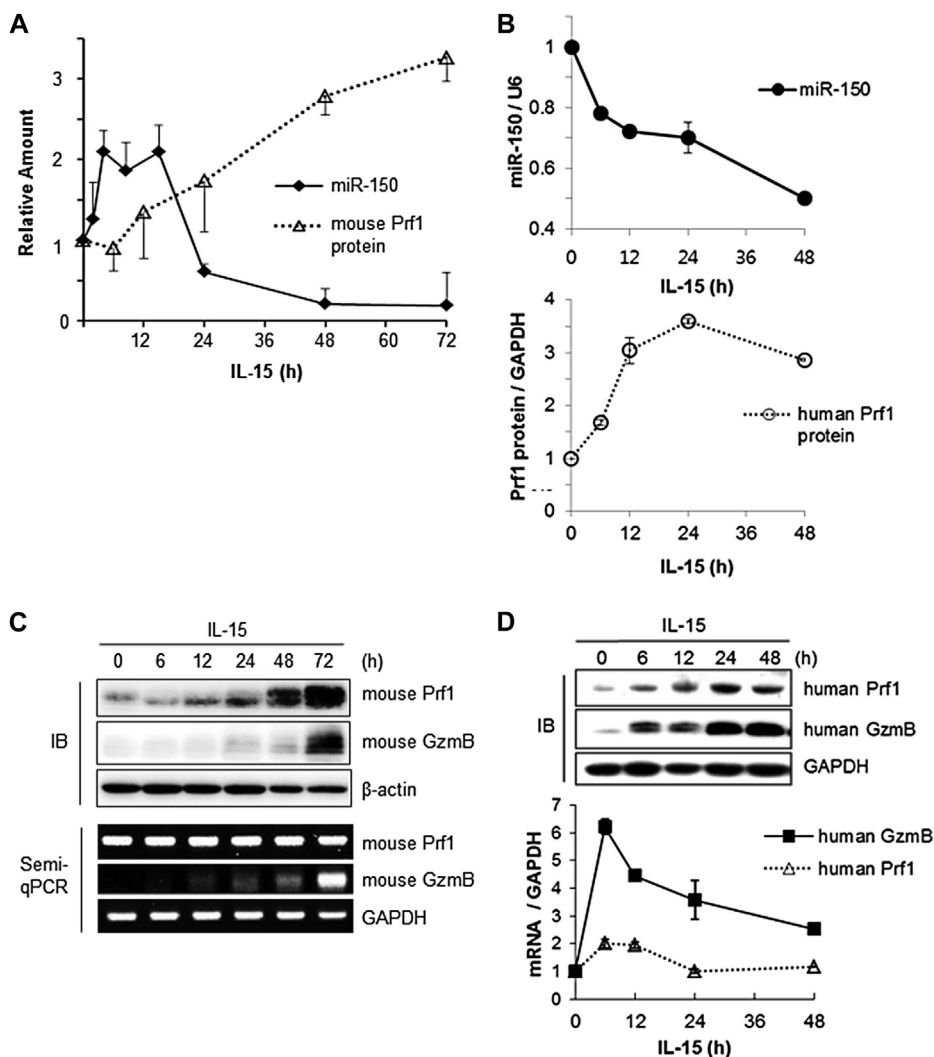 A
Relative Amount
3
2
1
0
12 24 36 48 60 72
IL-15 (h)
miR-150
mouse Prf1
protein
B
miR-150 / U6
1
0.8
0.6
0.4
0 12 24 36 48
IL-15 (h)
miR-150
Prf1 protein / GAPDH
4
3
2
1
0
0 12 24 36 48
IL-15 (h)
human Prf1
protein
C
IL-15
0 6 12 24 48 72 (h)
IB
mouse Prf1
mouse GzmB
β-actin
Semi-
qPCR
mouse Prf1
mouse GzmB
GAPDH
D
IL-15
0 6 12 24 48 (h)
IB
human Prf1
human GzmB
GAPDH
mRNA / GAPDH
7
6
5
4
3
2
1
0
0 12 24 36 48
IL-15 (h)
human GzmB
human Prf1